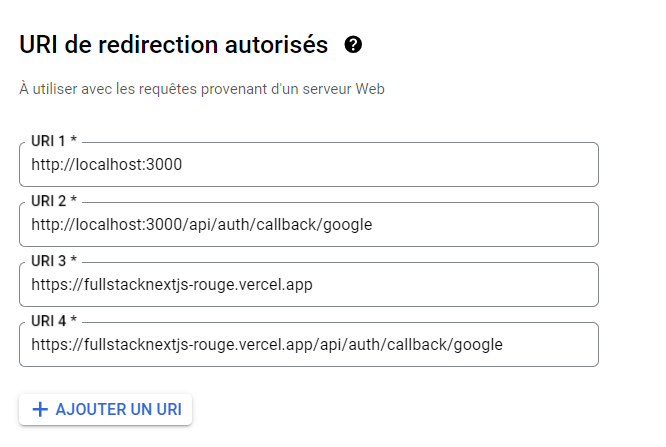 URI de redirection autorisés
À utiliser avec les requêtes provenant d'un serveur Web
URI 1 *
http://localhost:3000
URI 2 *
http://localhost:3000/api/auth/callback/google
URI 3 *
https://fullstacknextjs-rouge.vercel.app
URI 4 *
https://fullstacknextjs-rouge.vercel.app/api/auth/callback/google
+ AJOUTER UN URI